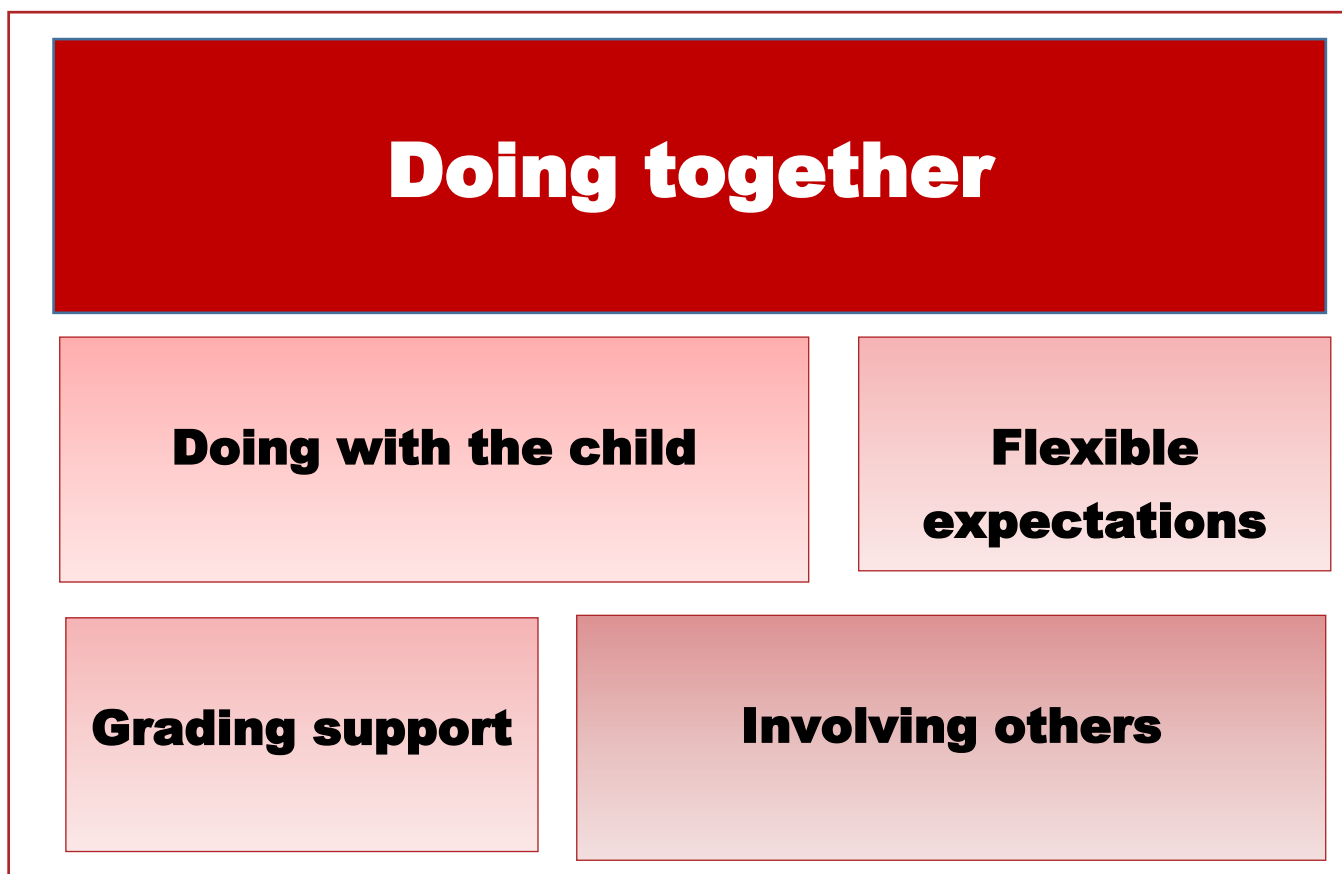 Doing together
Doing with the child
Flexible
expectations
Grading support
Involving others